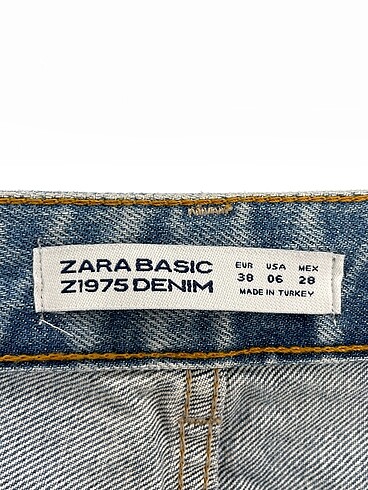 ZARA BASIC
Z1975 DENIM
EUR USA MEX
38 06 28
MADE IN TURKEY